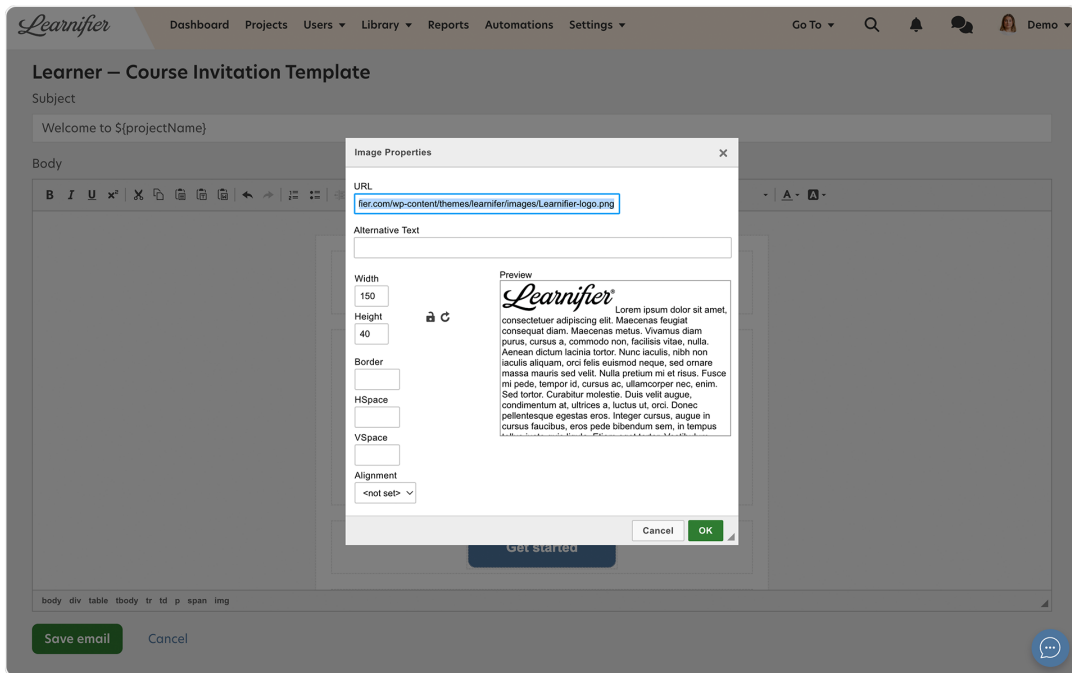 Learnifier
Dashboard Projects Users Library Reports Automations Settings Go To Demo
Learner – Course Invitation Template
Subject
Welcome to ${projectName}
Body
B I U x²
A A
Image Properties
URL
fier.com/wp-content/themes/learnifer/images/Learnifier-logo.png
Alternative Text
Width
150
Height
40
Border
HSpace
VSpace
Alignment
<not set>
Preview
Learnifier® Lorem ipsum dolor sit amet,
consectetuer adipiscing elit. Maecenas feugiat
consequat diam. Maecenas metus. Vivamus diam
purus, cursus a, commodo non, facilisis vitae, nulla.
Aenean dictum lacinia tortor. Nunc iaculis, nibh non
iaculis aliquam, orci felis euismod neque, sed ornare
massa mauris sed velit. Nulla pretium mi et risus. Fusce
mi pede, tempor id, cursus ac, ullamcorper nec, enim.
Sed tortor. Curabitur molestie. Duis velit augue,
condimentum at, ultrices a, luctus ut, orci. Donec
pellentesque egestas eros. Integer cursus, augue in
cursus faucibus, eros pede bibendum sem, in tempus
Cancel OK
Get started
body div table tbody tr td p span img
Save email Cancel